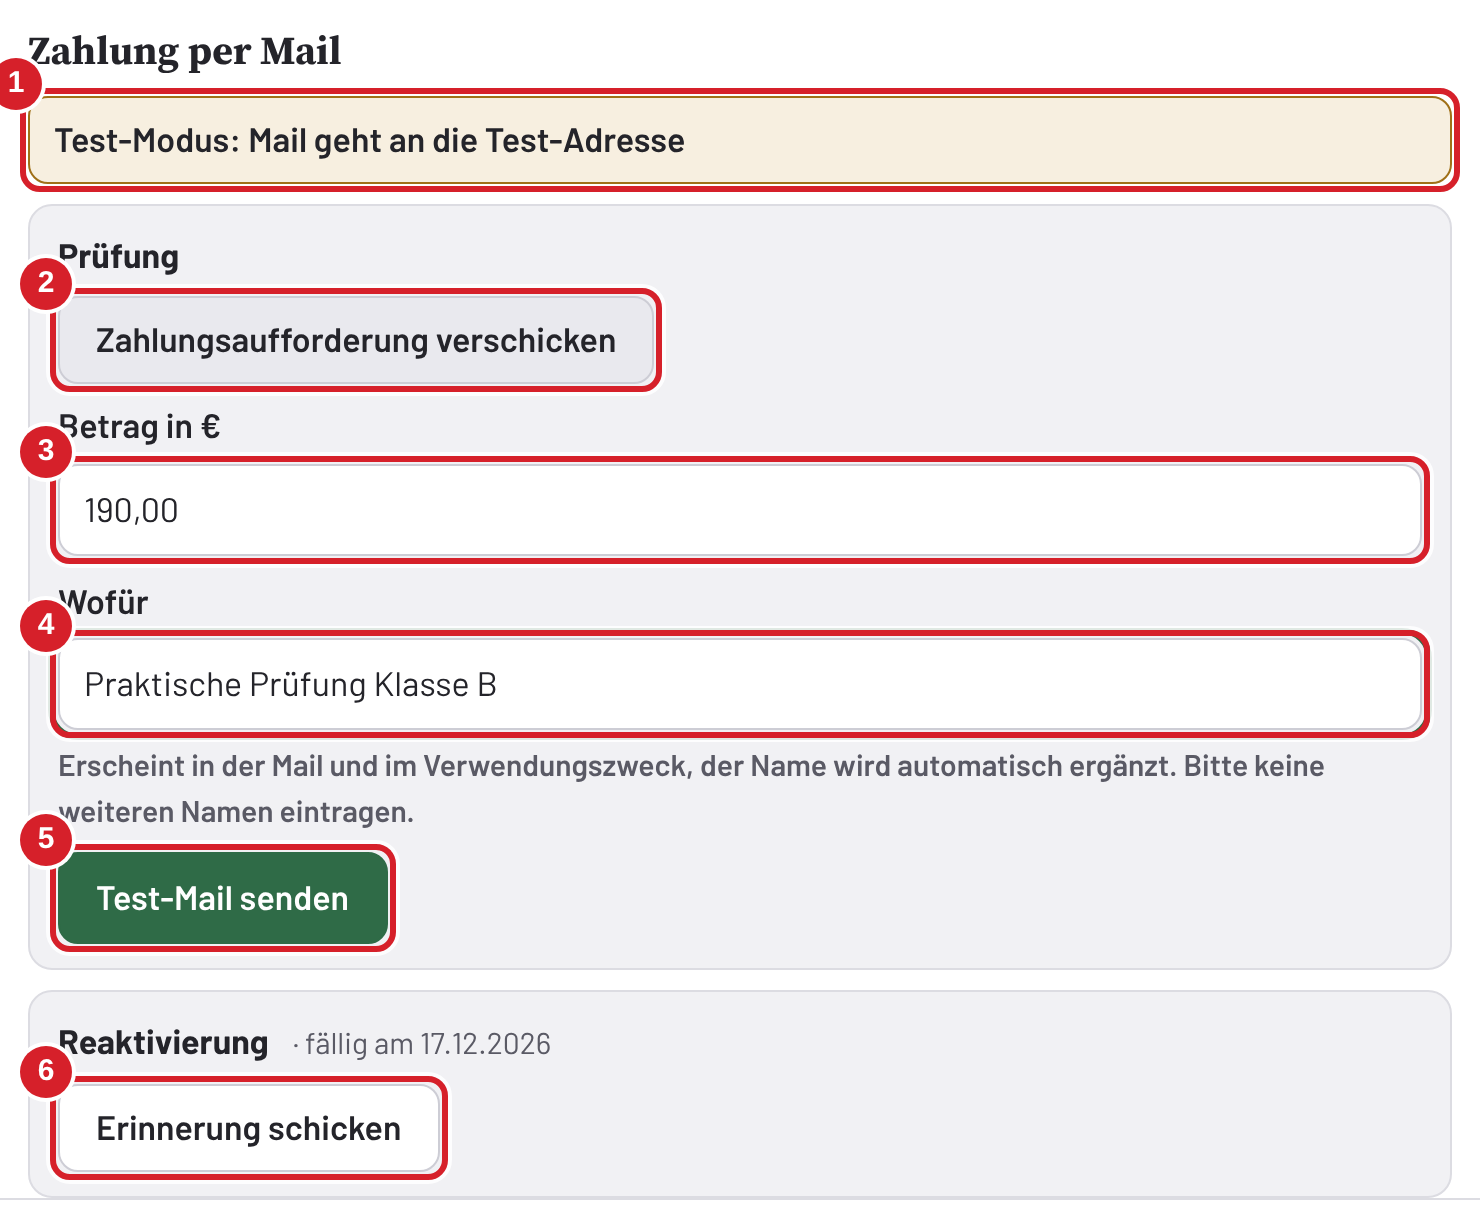 Zahlung per Mail
1
Test-Modus: Mail geht an die Test-Adresse
Prüfung
2
Zahlungsaufforderung verschicken
Betrag in €
3
190,00
Wofür
4
Praktische Prüfung Klasse B
Erscheint in der Mail und im Verwendungszweck, der Name wird automatisch ergänzt. Bitte keine
weiteren Namen eintragen.
5
Test-Mail senden
Reaktivierung · fällig am 17.12.2026
6
Erinnerung schicken